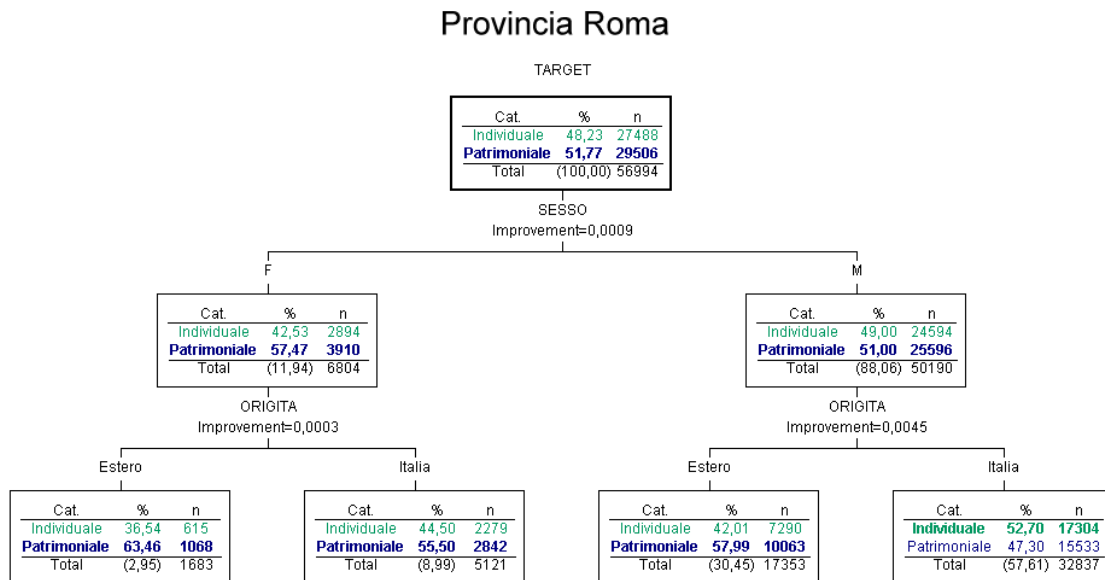 Provincia Roma
TARGET
Cat. % n
Individuale 48,23 27488
Patrimoniale 51,77 29506
Total (100,00) 56994
SESSO
Improvement=0,0009
F
Cat. % n
Individuale 42,53 2894
Patrimoniale 57,47 3910
Total (11,94) 6804
ORIGITA
Improvement=0,0003
M
Cat. % n
Individuale 49,00 24594
Patrimoniale 51,00 25596
Total (88,06) 50190
ORIGITA
Improvement=0,0045
Estero
Cat. % n
Individuale 36,54 615
Patrimoniale 63,46 1068
Total (2,95) 1683
Italia
Cat. % n
Individuale 44,50 2279
Patrimoniale 55,50 2842
Total (8,99) 5121
Estero
Cat. % n
Individuale 42,01 7290
Patrimoniale 57,99 10063
Total (30,45) 17353
Italia
Cat. % n
Individuale 52,70 17304
Patrimoniale 47,30 15533
Total (57,61) 32837